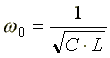 ω₀ = 1 / √(C · L)